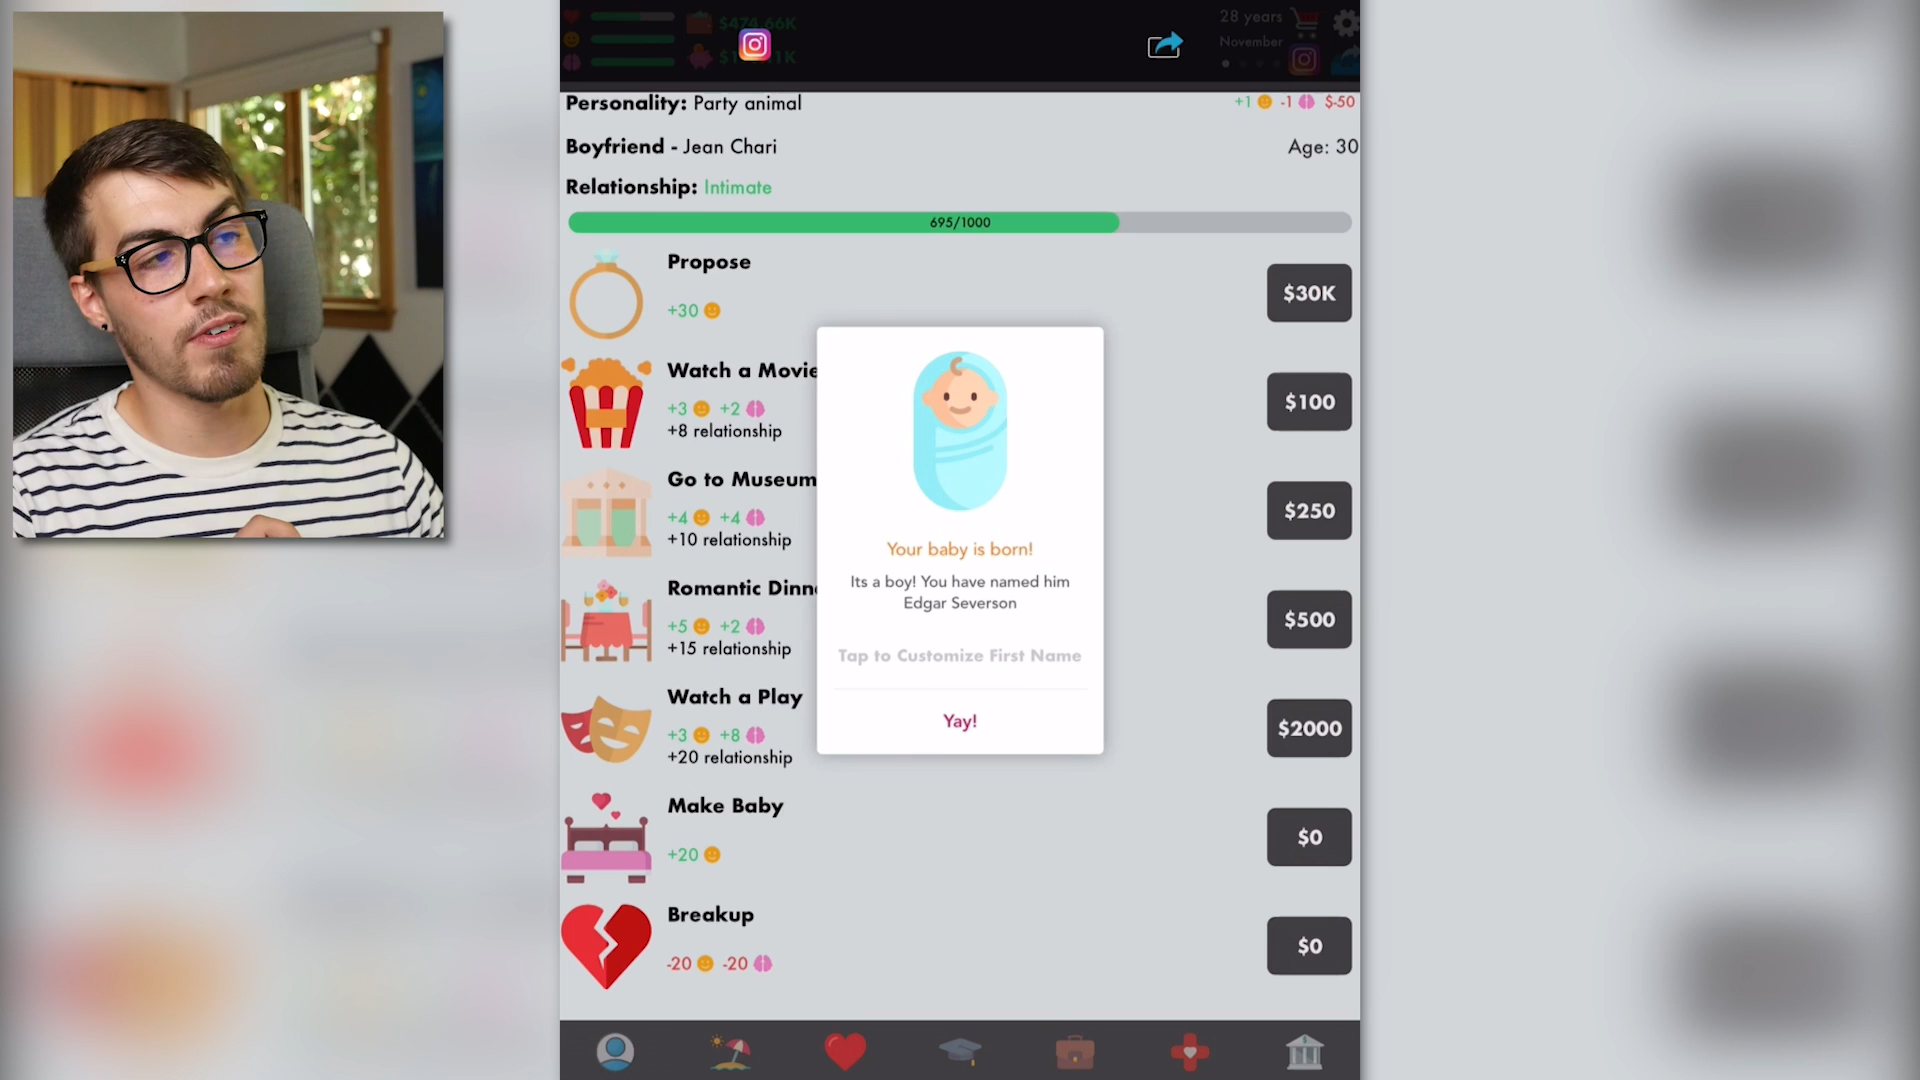 $474.66K
28 years
November
Personality: Party animal
+1 -1 $-50
Boyfriend - Jean Chari
Age: 30
Relationship: Intimate
695/1000
Propose
+30
$30K
Watch a Movie
+3 +2
+8 relationship
$100
Go to Museum
+4 +4
+10 relationship
$250
Romantic Dinn
+5 +2
+15 relationship
$500
Watch a Play
+3 +8
+20 relationship
$2000
Make Baby
+20
$0
Breakup
-20 -20
$0
Your baby is born!
Its a boy! You have named him
Edgar Severson
Tap to Customize First Name
Yay!